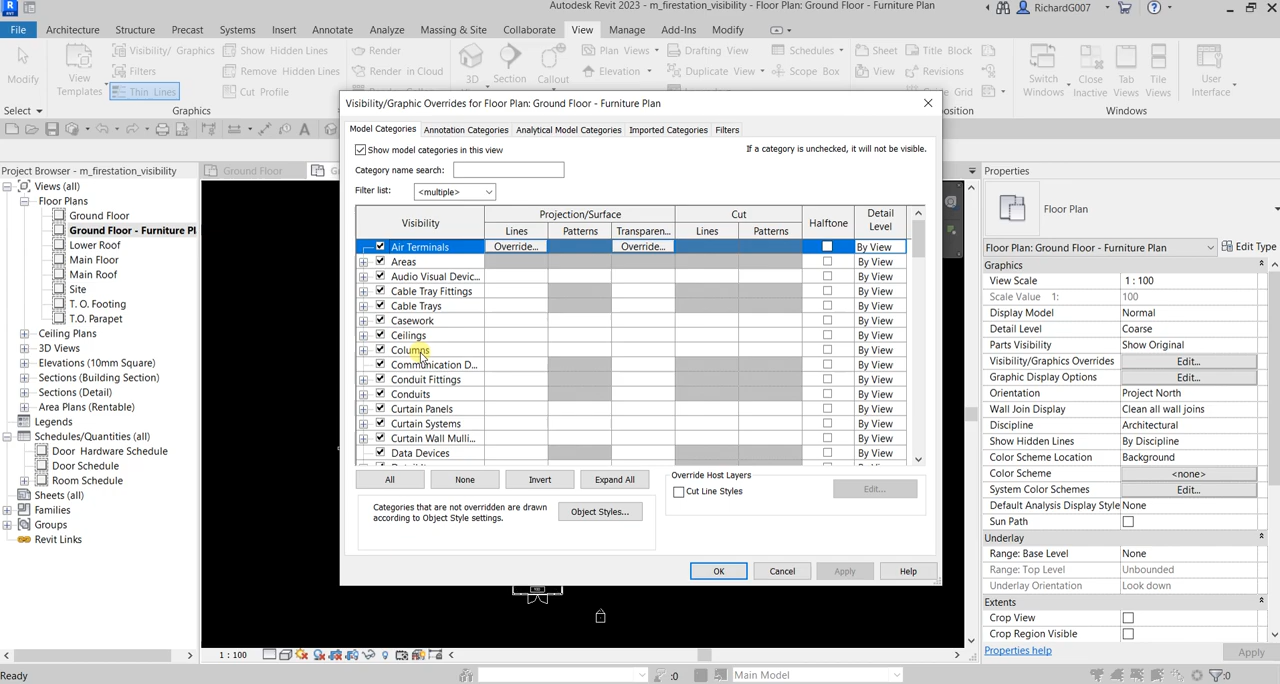 Autodesk Revit 2023 - m_firestation_visibility - Floor Plan: Ground Floor - Furniture Plan
RichardG007
File Architecture Structure Precast Systems Insert Annotate Analyze Massing & Site Collaborate View Manage Add-Ins Modify
Visibility/ Graphics Show Hidden Lines Render Plan Views Drafting View Schedules Sheet Title Block
Filters Remove Hidden Lines Render in Cloud Elevation Duplicate View Scope Box View Revisions
Thin Lines Cut Profile
Modify View Templates 3D Section Callout Switch Windows Close Inactive Tab Views Tile Views User Interface
Select Graphics Windows
Visibility/Graphic Overrides for Floor Plan: Ground Floor - Furniture Plan
Model Categories Annotation Categories Analytical Model Categories Imported Categories Filters
Show model categories in this view
If a category is unchecked, it will not be visible.
Category name search:
Filter list: <multiple>
Visibility Projection/Surface Cut Halftone Detail Level
Lines Patterns Transparen... Lines Patterns
Air Terminals Override... Override... By View
Areas By View
Audio Visual Devic... By View
Cable Tray Fittings By View
Cable Trays By View
Casework By View
Ceilings By View
Columns By View
Communication D... By View
Conduit Fittings By View
Conduits By View
Curtain Panels By View
Curtain Systems By View
Curtain Wall Mulli... By View
Data Devices By View
All None Invert Expand All
Override Host Layers
Cut Line Styles Edit...
Categories that are not overridden are drawn
according to Object Style settings.
Object Styles...
OK Cancel Apply Help
Project Browser - m_firestation_visibility
Views (all)
Floor Plans
Ground Floor
Ground Floor - Furniture Pl
Lower Roof
Main Floor
Main Roof
Site
T. O. Footing
T. O. Parapet
Ceiling Plans
3D Views
Elevations (10mm Square)
Sections (Building Section)
Sections (Detail)
Area Plans (Rentable)
Legends
Schedules/Quantities (all)
Door Hardware Schedule
Door Schedule
Room Schedule
Sheets (all)
Families
Groups
Revit Links
Ground Floor
Properties
Floor Plan
Floor Plan: Ground Floor - Furniture Plan Edit Type
Graphics
View Scale 1 : 100
Scale Value 1: 100
Display Model Normal
Detail Level Coarse
Parts Visibility Show Original
Visibility/Graphics Overrides Edit...
Graphic Display Options Edit...
Orientation Project North
Wall Join Display Clean all wall joins
Discipline Architectural
Show Hidden Lines By Discipline
Color Scheme Location Background
Color Scheme <none>
System Color Schemes Edit...
Default Analysis Display Style None
Sun Path
Underlay
Range: Base Level None
Range: Top Level Unbounded
Underlay Orientation Look down
Extents
Crop View
Crop Region Visible
Properties help Apply
1 : 100
Ready :0 Main Model :0